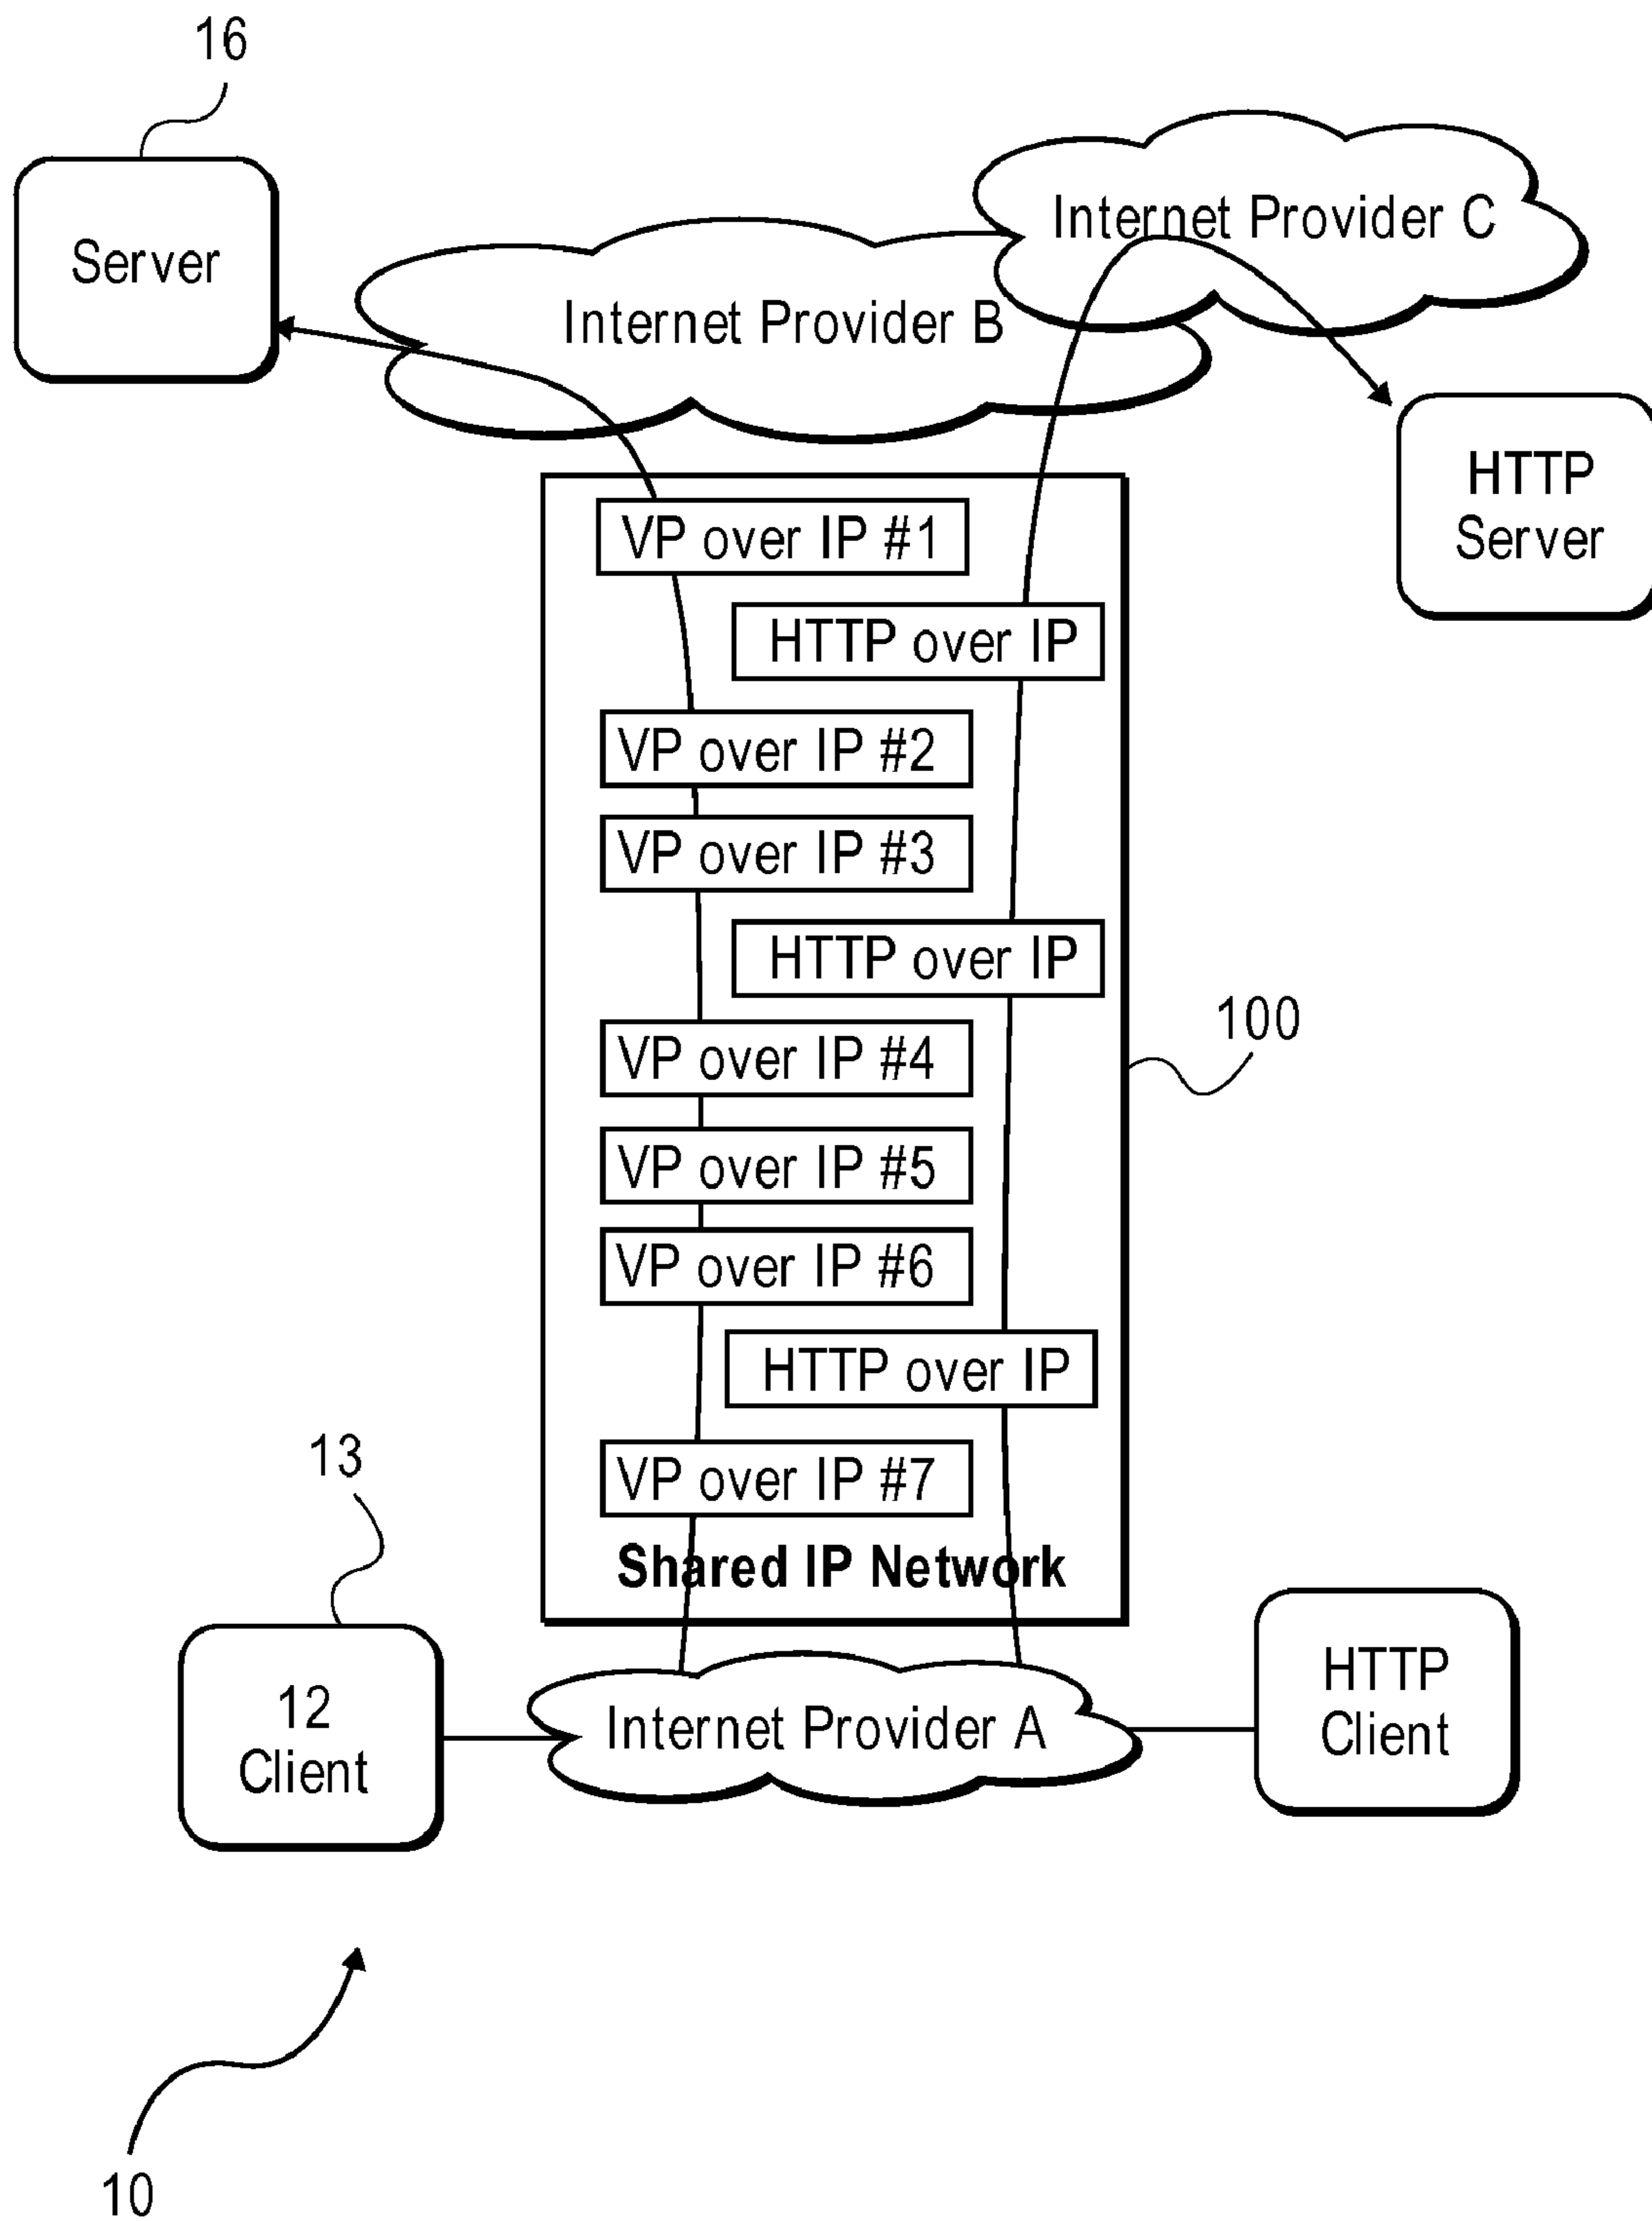 16
Server
Internet Provider C
Internet Provider B
HTTP
Server
VP over IP #1
HTTP over IP
VP over IP #2
VP over IP #3
HTTP over IP
100
VP over IP #4
VP over IP #5
VP over IP #6
HTTP over IP
13
VP over IP #7
Shared IP Network
12
Client
Internet Provider A
HTTP
Client
10